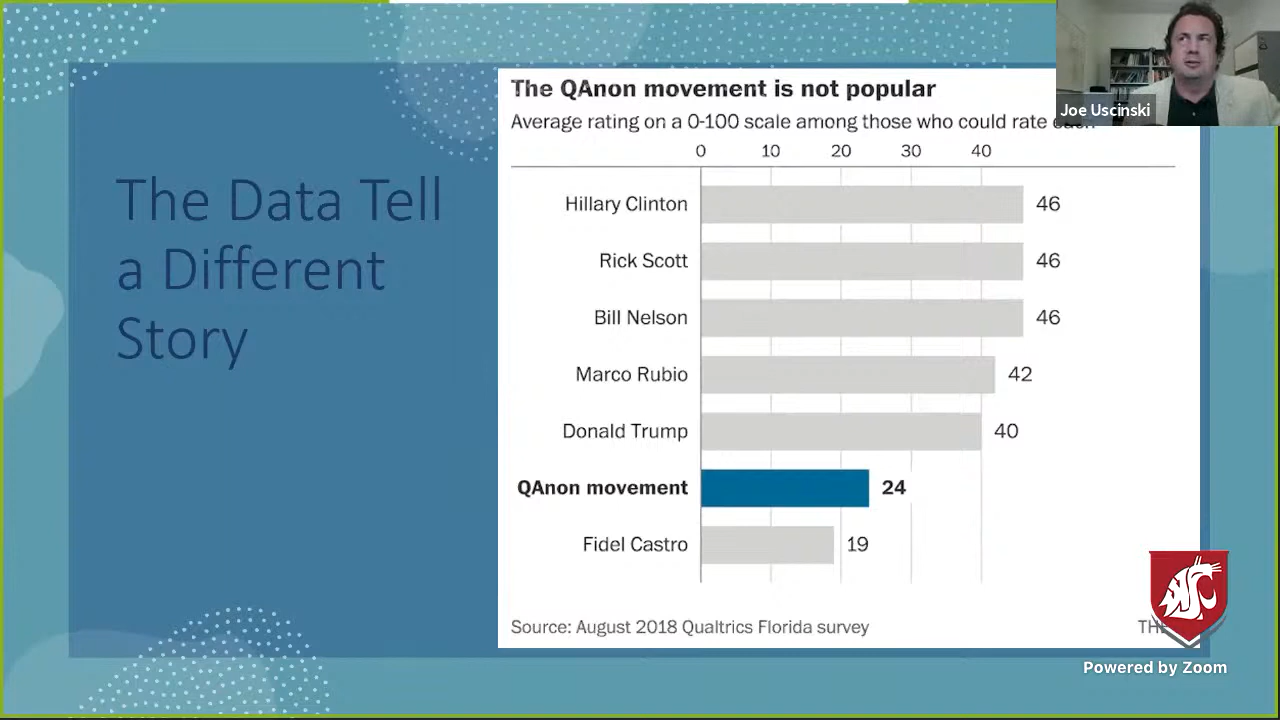 The Data Tell
a Different
Story
The QAnon movement is not popular
Average rating on a 0-100 scale among those who could rate
0 10 20 30 40
Hillary Clinton 46
Rick Scott 46
Bill Nelson 46
Marco Rubio 42
Donald Trump 40
QAnon movement 24
Fidel Castro 19
Source: August 2018 Qualtrics Florida survey
Joe Uscinski
Powered by Zoom